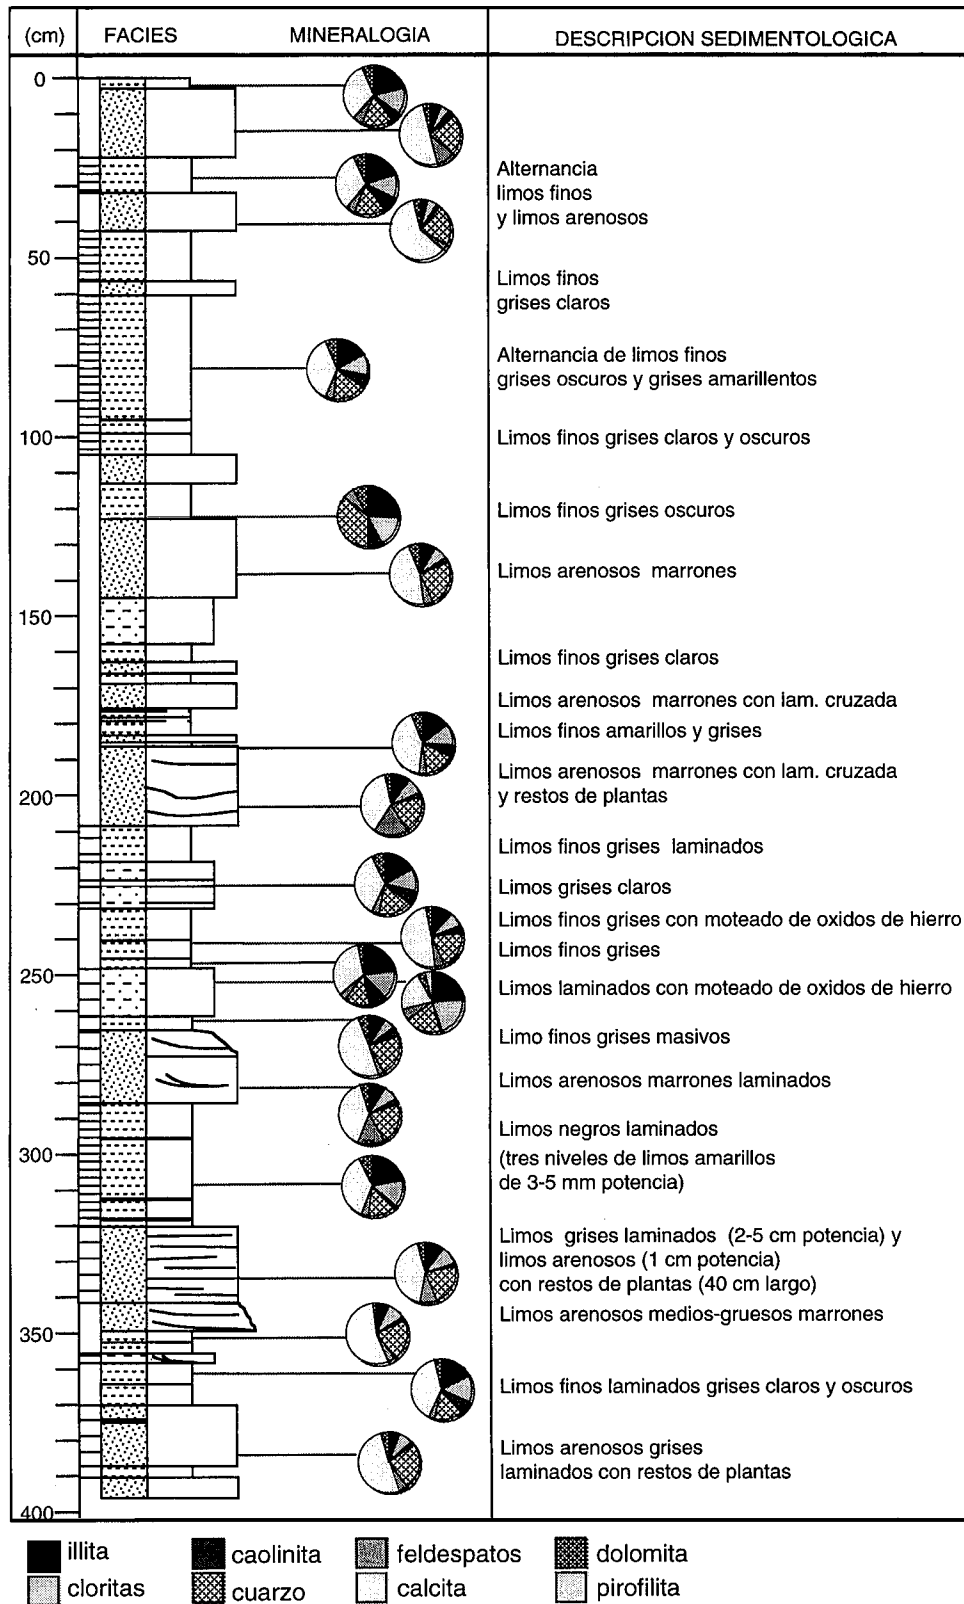 (cm) FACIES MINERALOGIA DESCRIPCION SEDIMENTOLOGICA
0
Alternancia
limos finos
y limos arenosos
50
Limos finos
grises claros
Alternancia de limos finos
grises oscuros y grises amarillentos
100
Limos finos grises claros y oscuros
Limos finos grises oscuros
Limos arenosos marrones
150
Limos finos grises claros
Limos arenosos marrones con lam. cruzada
Limos finos amarillos y grises
Limos arenosos marrones con lam. cruzada
200
y restos de plantas
Limos finos grises laminados
Limos grises claros
Limos finos grises con moteado de oxidos de hierro
Limos finos grises
250
Limos laminados con moteado de oxidos de hierro
Limo finos grises masivos
Limos arenosos marrones laminados
Limos negros laminados
300
(tres niveles de limos amarillos
de 3-5 mm potencia)
Limos grises laminados (2-5 cm potencia) y
limos arenosos (1 cm potencia)
con restos de plantas (40 cm largo)
Limos arenosos medios-gruesos marrones
350
Limos finos laminados grises claros y oscuros
Limos arenosos grises
laminados con restos de plantas
400
illita caolinita feldespatos dolomita
cloritas cuarzo calcita pirofilita